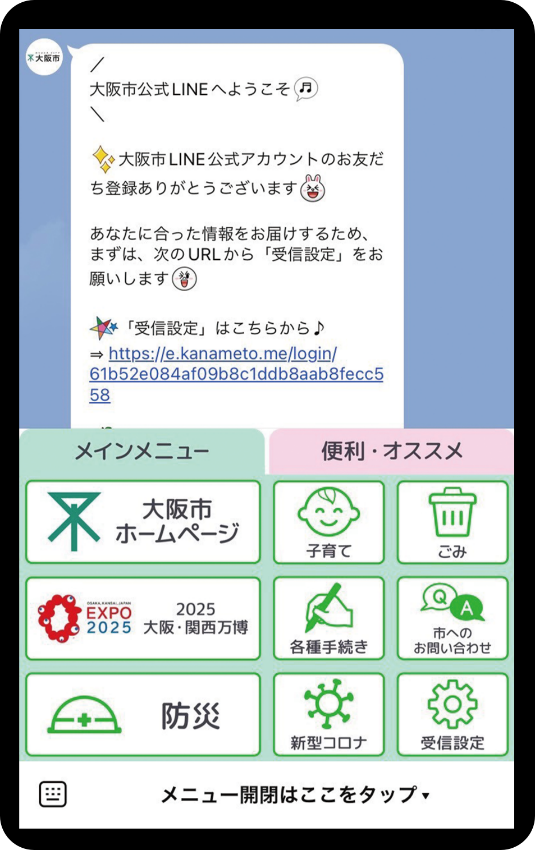 大阪市
大阪市公式LINEへようこそ
大阪市LINE公式アカウントのお友だ
ち登録ありがとうございます
あなたに合った情報をお届けするため、
まずは、次のURLから「受信設定」をお
願いします
「受信設定」はこちらから♪
⇒ https://e.kanameto.me/login/
61b52e084af09b8c1ddb8aab8fecc5
58
メインメニュー
便利・オススメ
大阪市
ホームページ
子育て
ごみ
OSAKA, KANSAI, JAPAN
EXPO
2025
2025
大阪・関西万博
各種手続き
Q
A
市への
お問い合わせ
防災
新型コロナ
受信設定
メニュー開閉はここをタップ▾